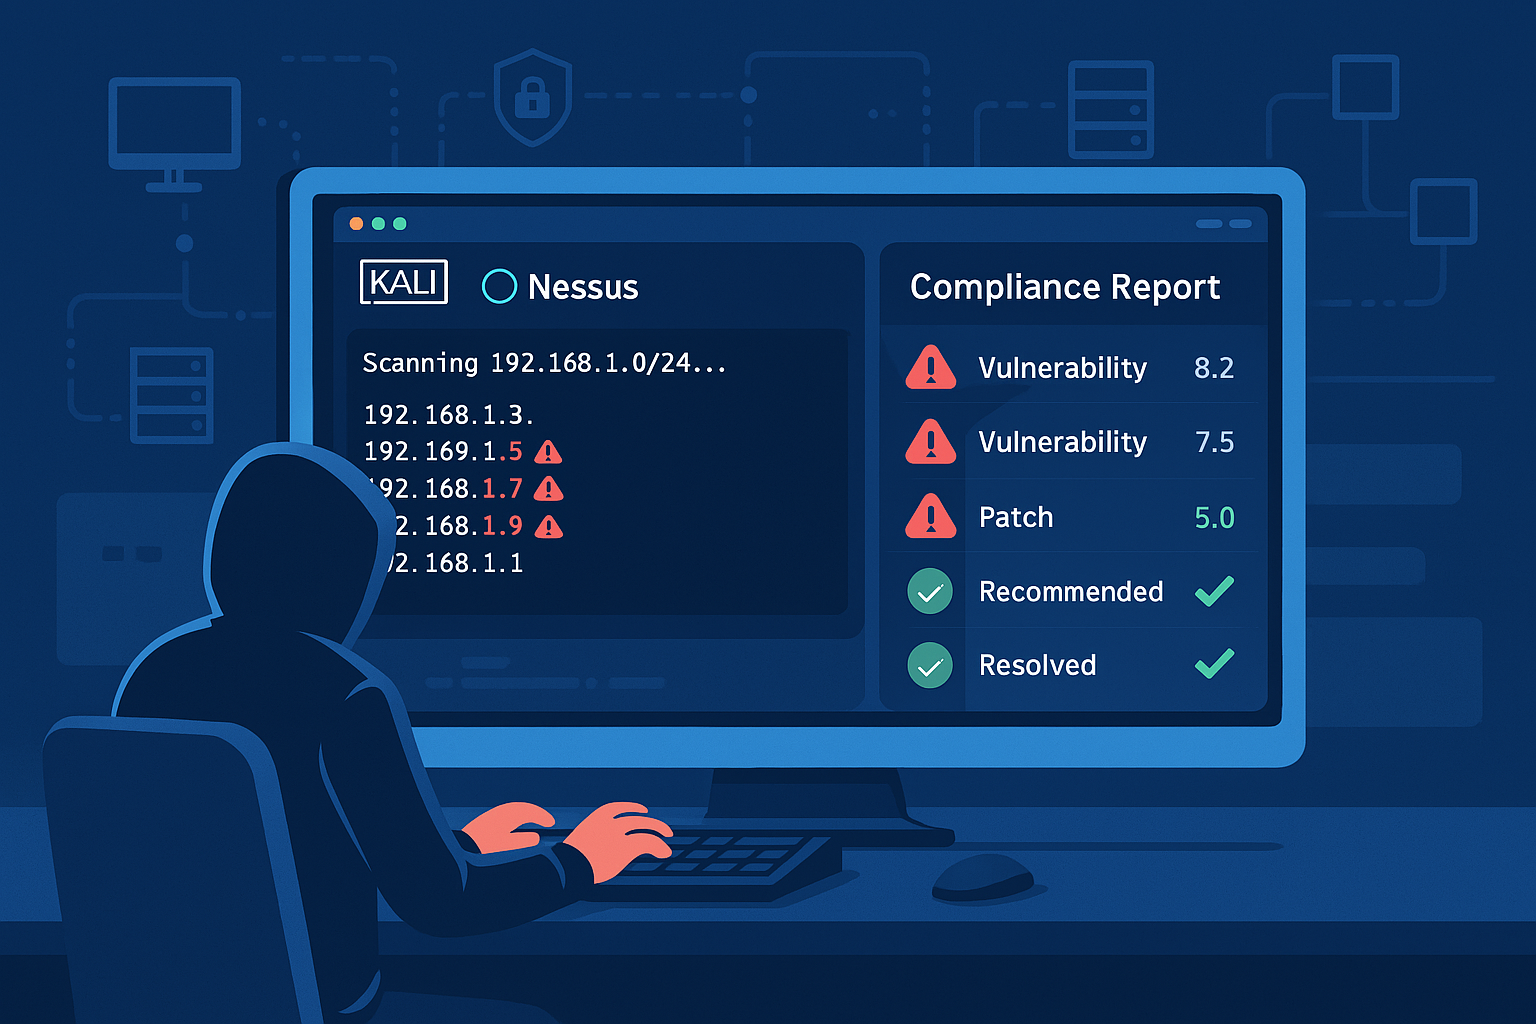 KALI
Nessus
Scanning 192.168.1.0/24...
192.168.1.3.
192.169.1.5
92.168.1.7
2.168.1.9
92.168.1.1
Compliance Report
Vulnerability 8.2
Vulnerability 7.5
Patch 5.0
Recommended
Resolved